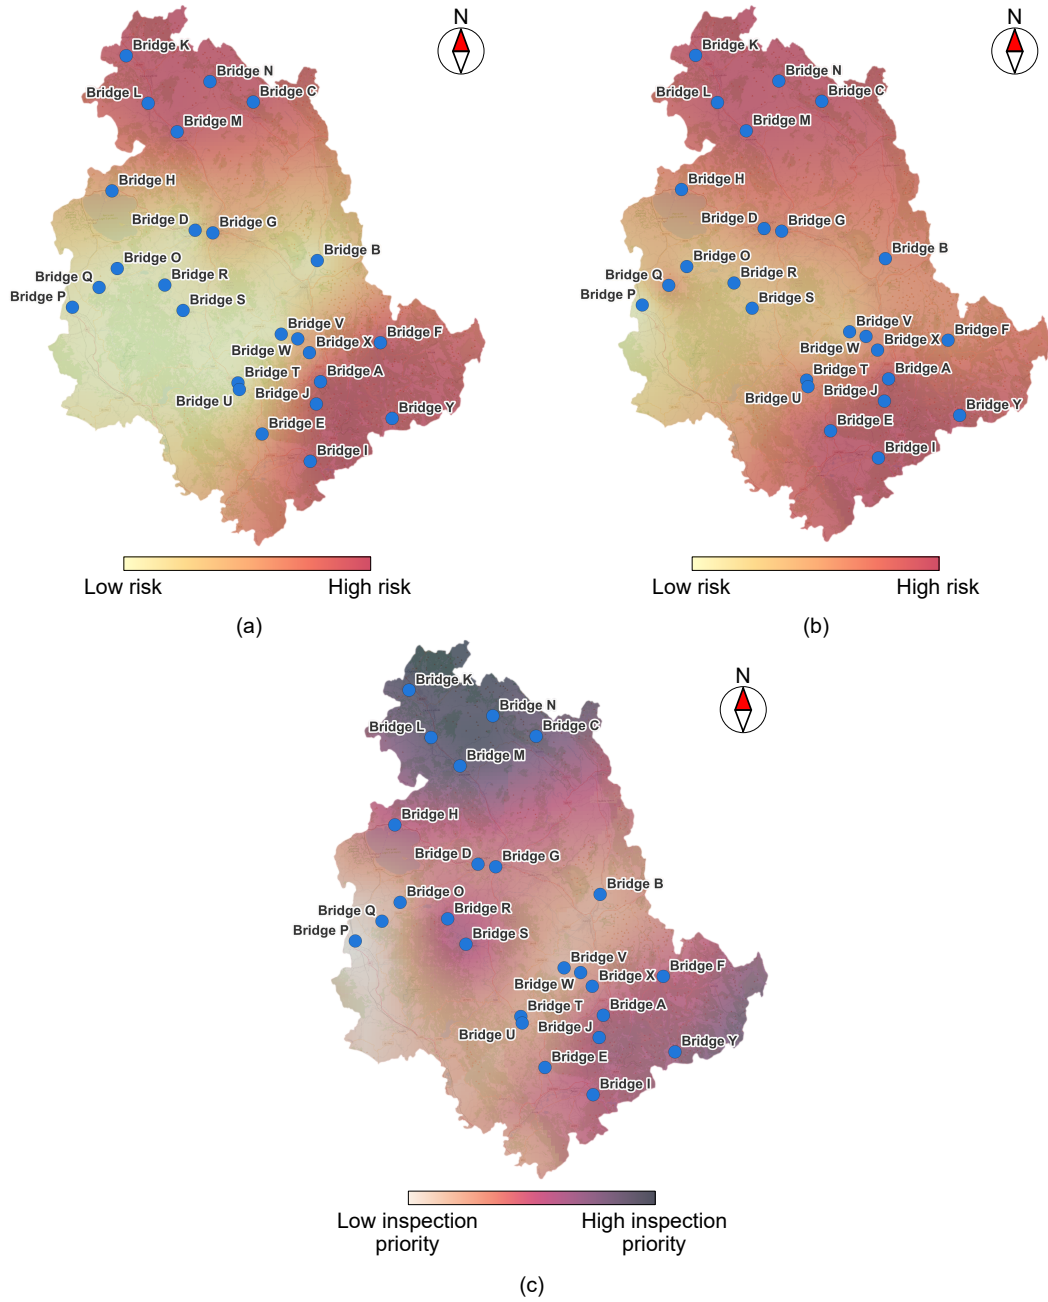 N
Bridge K
Bridge N
Bridge L
Bridge C
Bridge M
Bridge H
Bridge D
Bridge G
Bridge B
Bridge O
Bridge Q
Bridge R
Bridge P
Bridge S
Bridge V
Bridge F
Bridge W
Bridge X
Bridge T
Bridge A
Bridge U
Bridge J
Bridge Y
Bridge E
Bridge I
Low risk
High risk
(a)
N
Bridge K
Bridge N
Bridge L
Bridge C
Bridge M
Bridge H
Bridge D
Bridge G
Bridge B
Bridge O
Bridge Q
Bridge R
Bridge P
Bridge S
Bridge V
Bridge F
Bridge W
Bridge X
Bridge T
Bridge A
Bridge U
Bridge J
Bridge Y
Bridge E
Bridge I
Low risk
High risk
(b)
N
Bridge K
Bridge N
Bridge L
Bridge C
Bridge M
Bridge H
Bridge D
Bridge G
Bridge B
Bridge O
Bridge Q
Bridge R
Bridge P
Bridge S
Bridge V
Bridge F
Bridge W
Bridge X
Bridge T
Bridge A
Bridge U
Bridge J
Bridge Y
Bridge E
Bridge I
Low inspection
priority
High inspection
priority
(c)